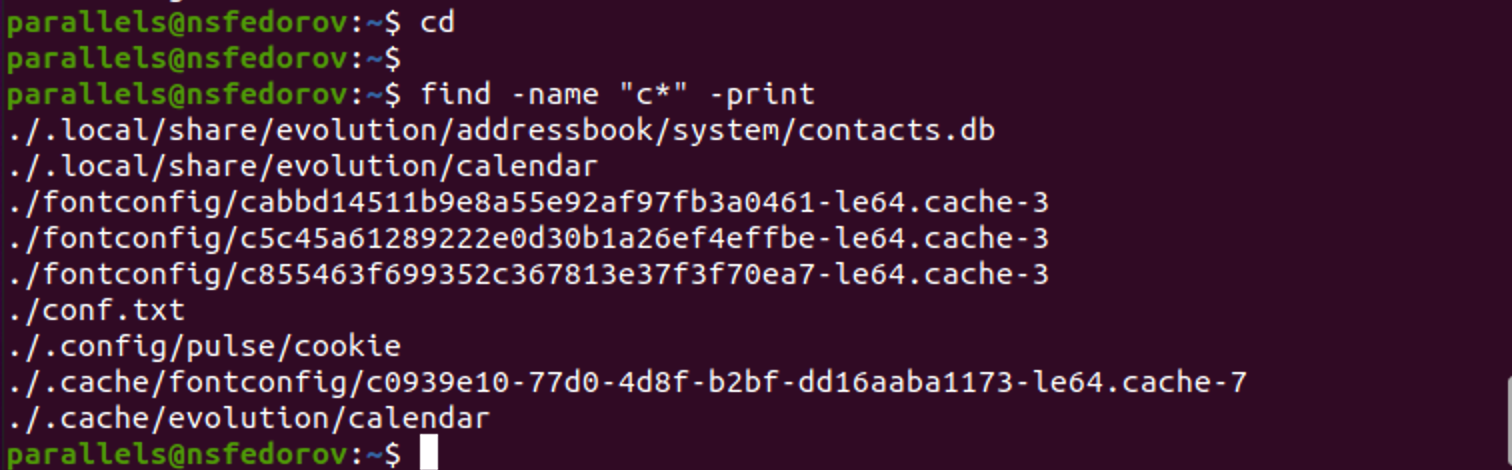 parallels@nsfedorov:~$ cd
parallels@nsfedorov:~$
parallels@nsfedorov:~$ find -name "c*" -print
./.local/share/evolution/addressbook/system/contacts.db
./.local/share/evolution/calendar
./fontconfig/cabbd14511b9e8a55e92af97fb3a0461-le64.cache-3
./fontconfig/c5c45a61289222e0d30b1a26ef4effbe-le64.cache-3
./fontconfig/c855463f699352c367813e37f3f70ea7-le64.cache-3
./conf.txt
./.config/pulse/cookie
./.cache/fontconfig/c0939e10-77d0-4d8f-b2bf-dd16aaba1173-le64.cache-7
./.cache/evolution/calendar
parallels@nsfedorov:~$